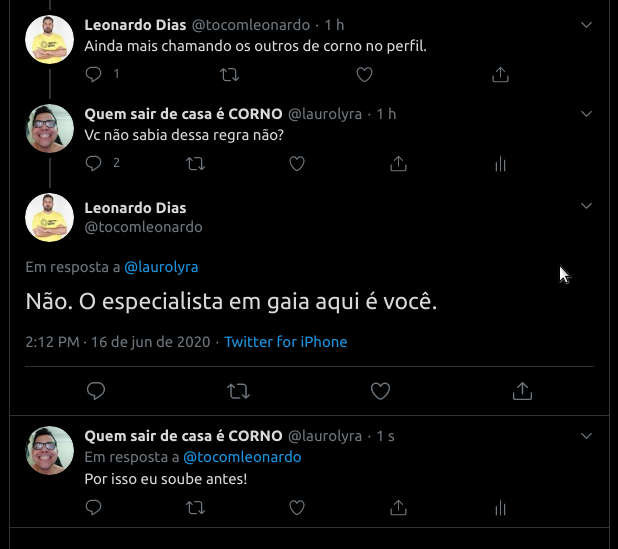 Leonardo Dias @tocomleonardo · 1 h
Ainda mais chamando os outros de corno no perfil.
1
Quem sair de casa é CORNO @laurolyra · 1 h
Vc não sabia dessa regra não?
2
Leonardo Dias
@tocomleonardo
Em resposta a @laurolyra
Não. O especialista em gaia aqui é você.
2:12 PM · 16 de jun de 2020 · Twitter for iPhone
Quem sair de casa é CORNO @laurolyra · 1 s
Em resposta a @tocomleonardo
Por isso eu soube antes!